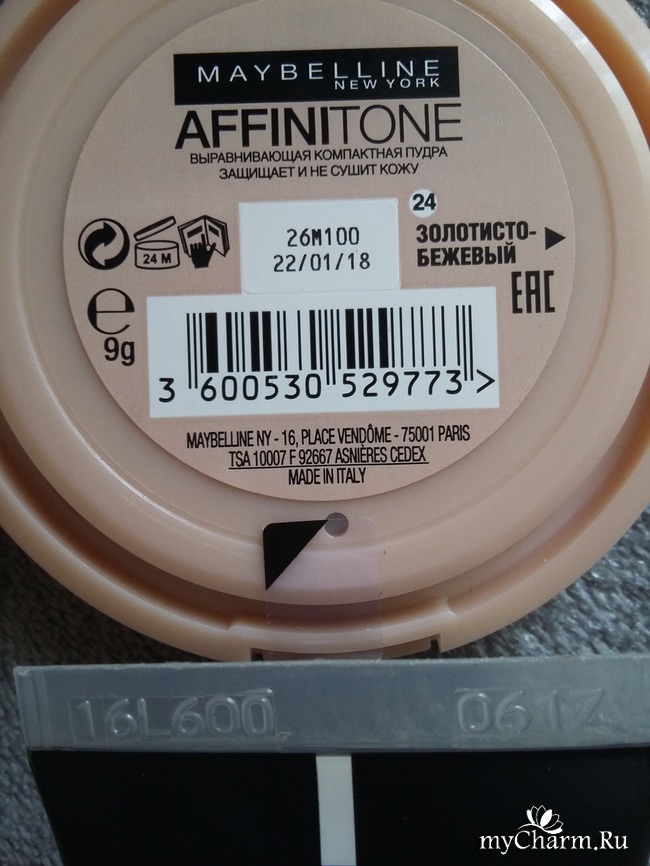 MAYBELLINE
NEW YORK
AFFINITONE
ВЫРАВНИВАЮЩАЯ КОМПАКТНАЯ ПУДРА
ЗАЩИЩАЕТ И НЕ СУШИТ КОЖУ
24
ЗОЛОТИСТО-
БЕЖЕВЫЙ
24 M
26M100
22/01/18
EAC
e
9g
3 600530 529773 >
MAYBELLINE NY - 16, PLACE VENDÔME - 75001 PARIS
TSA 10007 F 92667 ASNIÈRES CEDEX
MADE IN ITALY
16L600 0617
myCharm.Ru